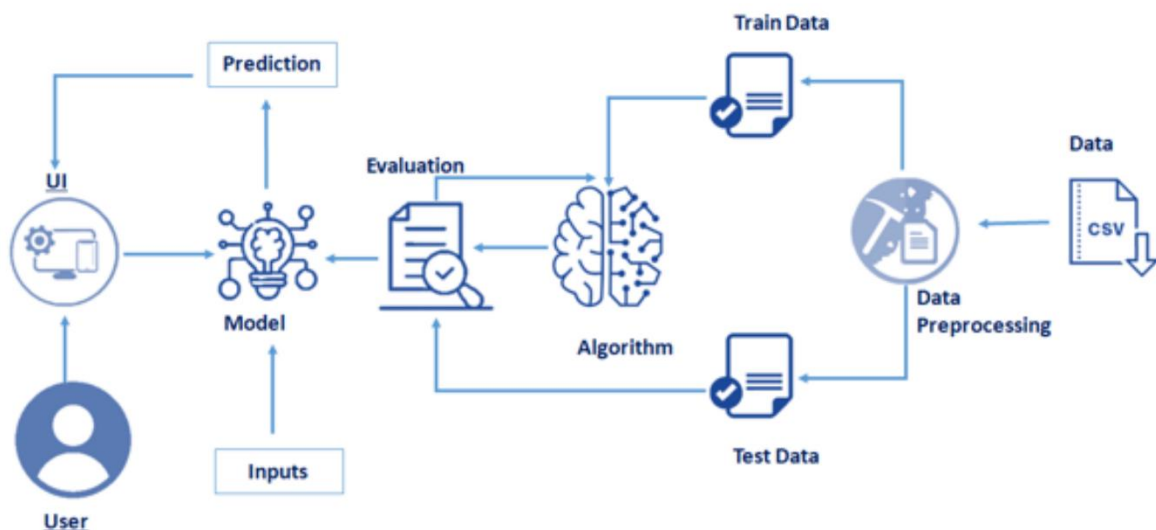 Train Data
Prediction
Data
Evaluation
UI
CSV
Data
Preprocessing
Model
Algorithm
Test Data
Inputs
User